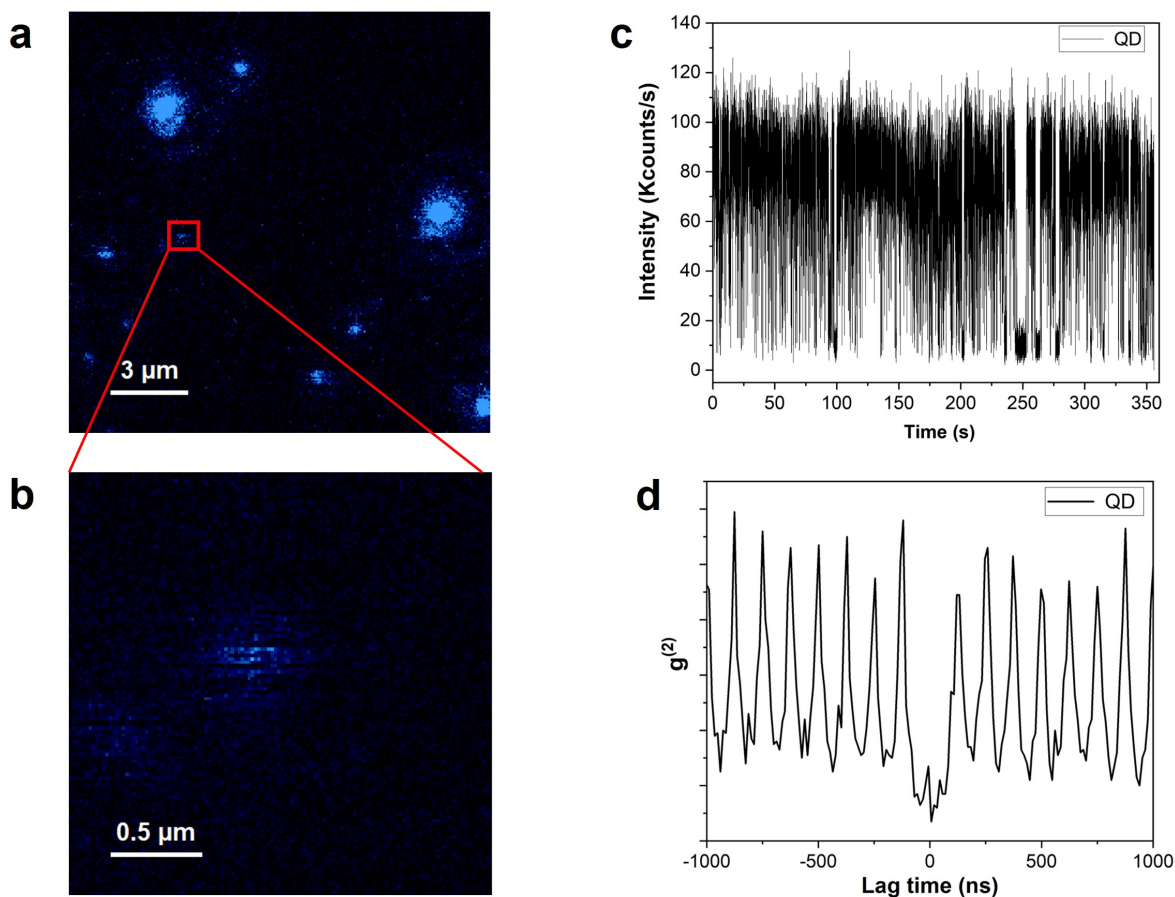 a
3 µm
b
0.5 µm
c
QD
Intensity (Kcounts/s)
140
120
100
80
60
40
20
0
0 50 100 150 200 250 300 350
Time (s)
d
QD
g(2)
-1000 -500 0 500 1000
Lag time (ns)